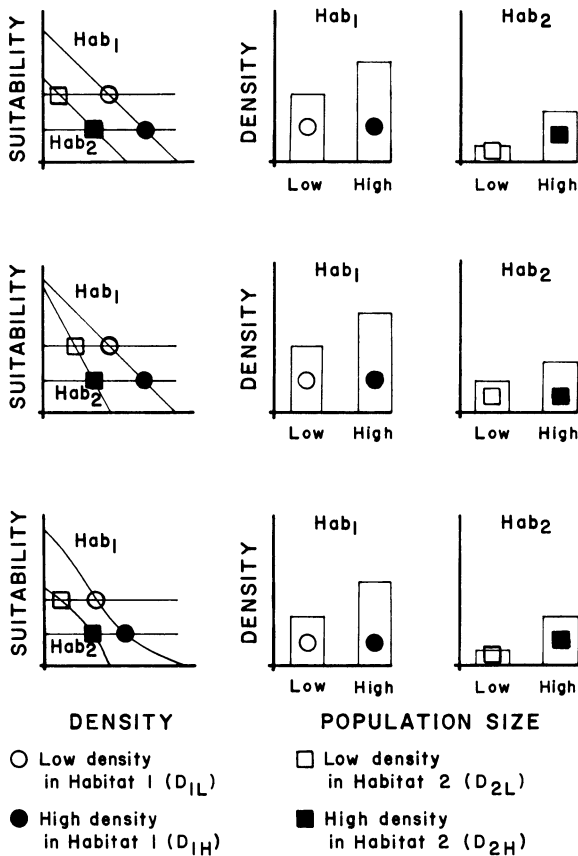 SUITABILITY
Hab1
Hab2
DENSITY
Hab1
Low High
Hab2
Low High
SUITABILITY
Hab1
Hab2
DENSITY
Hab1
Low High
Hab2
Low High
SUITABILITY
Hab1
Hab2
DENSITY
Hab1
Low High
Hab2
Low High
DENSITY
POPULATION SIZE
Low density
in Habitat 1 (D1L)
High density
in Habitat 1 (D1H)
Low density
in Habitat 2 (D2L)
High density
in Habitat 2 (D2H)